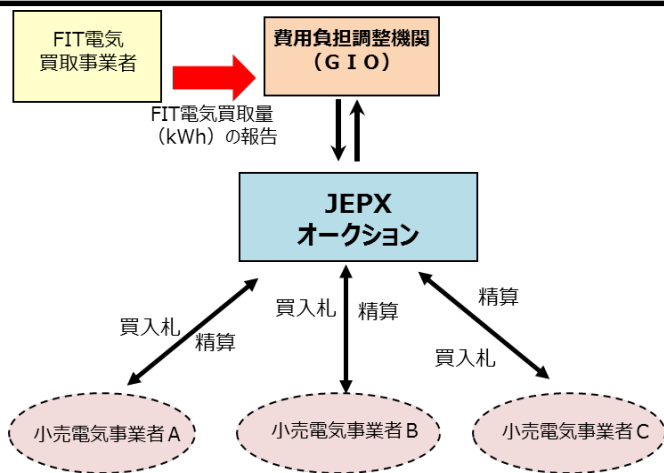 FIT電気
買取事業者
費用負担調整機関
（ＧＩＯ）
FIT電気買取量
（kWh）の報告
JEPX
オークション
買入札
精算
買入札
精算
精算
買入札
小売電気事業者Ａ
小売電気事業者Ｂ
小売電気事業者Ｃ